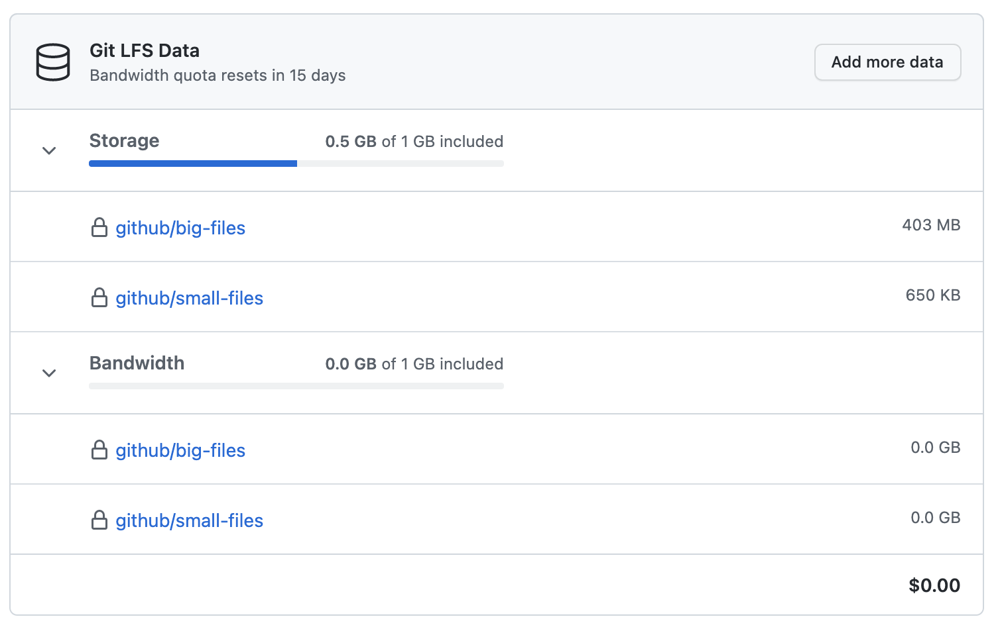 Git LFS Data
Bandwidth quota resets in 15 days
Add more data
Storage
0.5 GB of 1 GB included
github/big-files
403 MB
github/small-files
650 KB
Bandwidth
0.0 GB of 1 GB included
github/big-files
0.0 GB
github/small-files
0.0 GB
$0.00